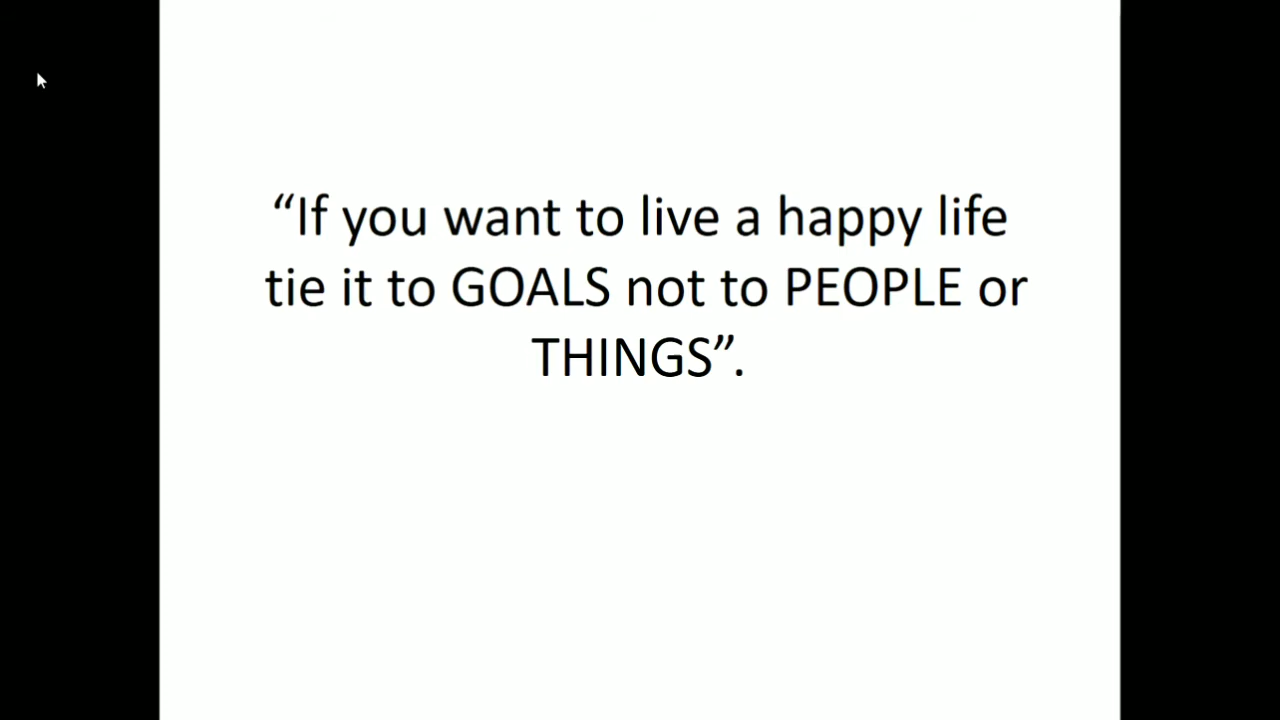 “If you want to live a happy life
tie it to GOALS not to PEOPLE or
THINGS”.